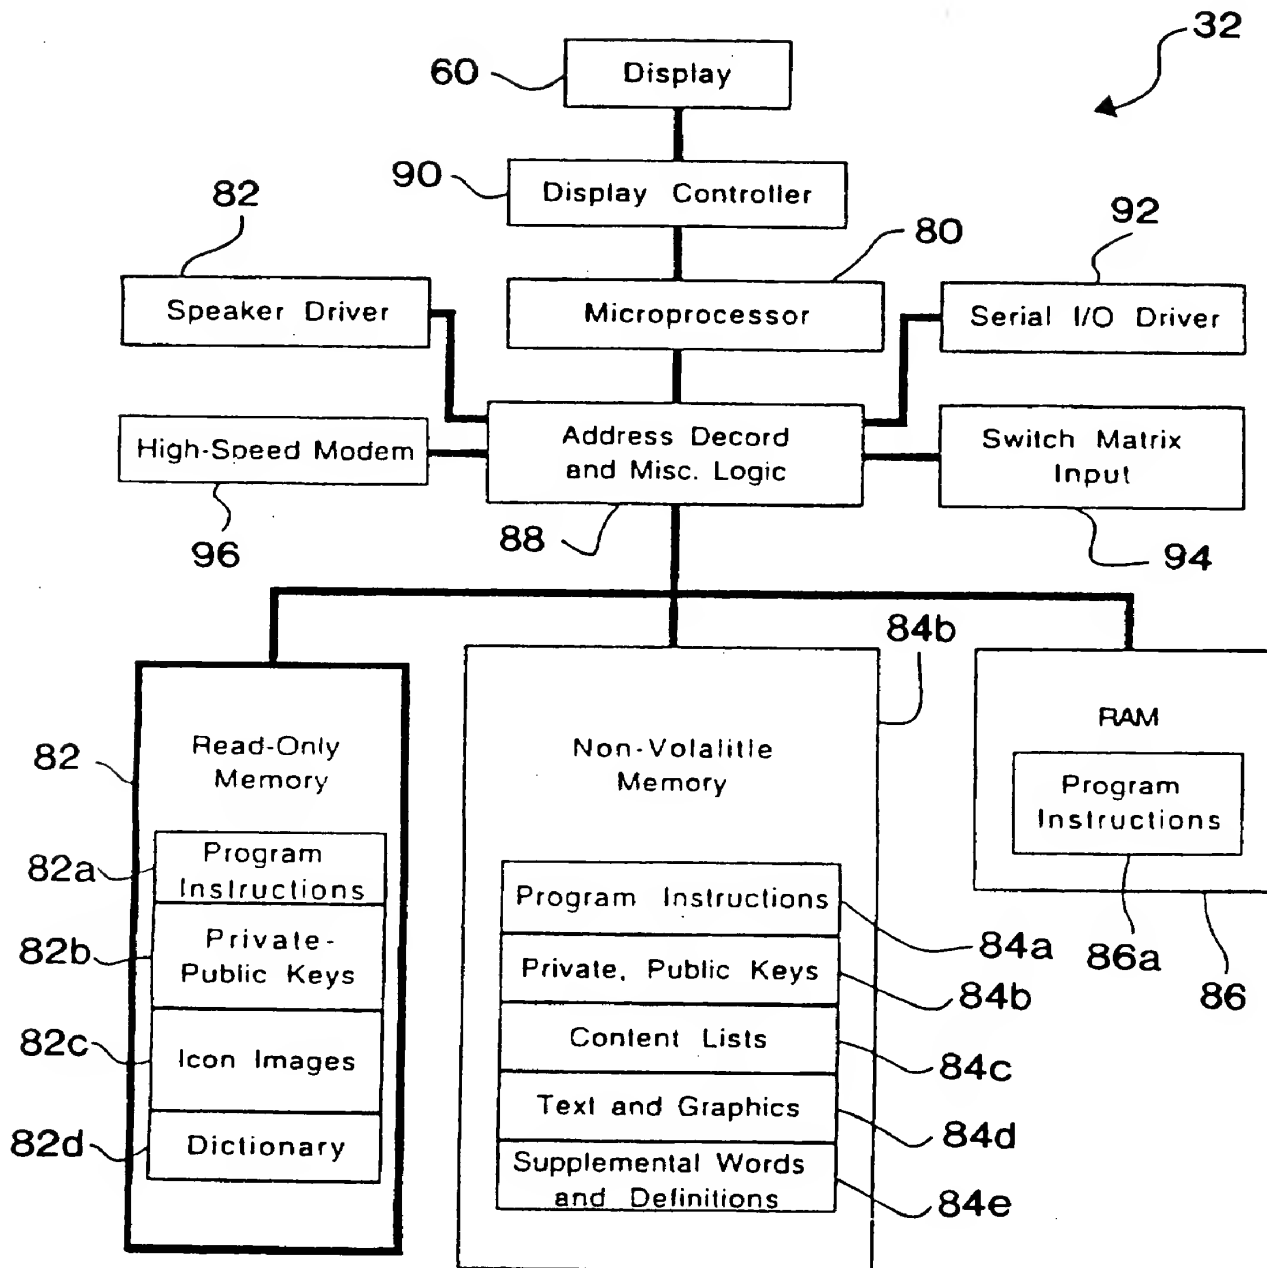 32
60
Display
90
Display Controller
82
80
92
Speaker Driver
Microprocessor
Serial I/O Driver
High-Speed Modem
Address Decord
and Misc. Logic
Switch Matrix
Input
96
88
94
84b
82
Read-Only
Memory
Non-Volalitle
Memory
RAM
Program
Instructions
82a
Program
Instructions
82b
Private-
Public Keys
82c
Icon Images
82d
Dictionary
Program Instructions
84a
Private, Public Keys
84b
Content Lists
84c
Text and Graphics
84d
Supplemental Words
and Definitions
84e
86a
86